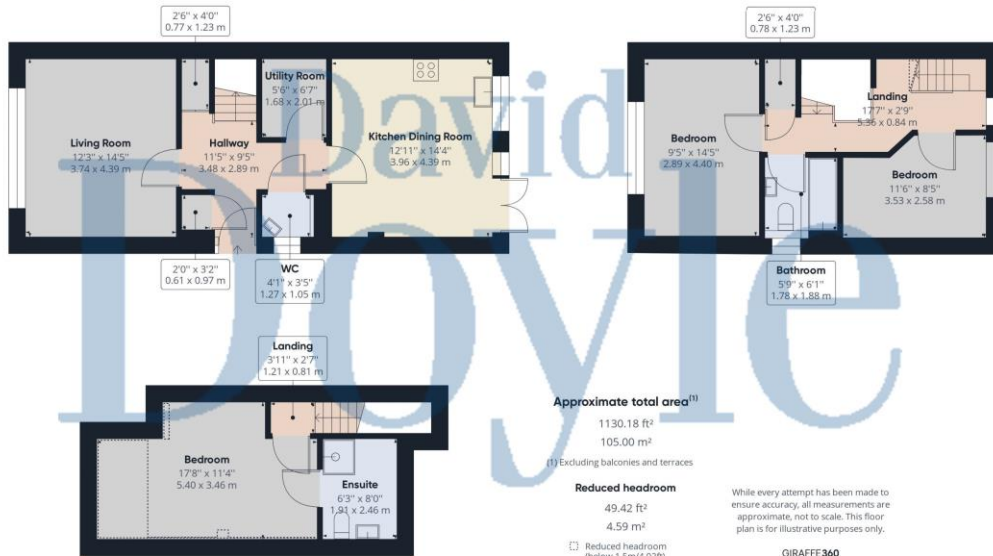 2'6" x 4'0"
0.77 x 1.23 m
Living Room
12'3" x 14'5"
3.74 x 4.39 m
Hallway
11'5" x 9'5"
3.48 x 2.89 m
Utility Room
5'6" x 6'7"
1.68 x 2.01 m
Kitchen Dining Room
12'11" x 14'4"
3.96 x 4.39 m
2'0" x 3'2"
0.61 x 0.97 m
WC
4'1" x 3'5"
1.27 x 1.05 m
2'6" x 4'0"
0.78 x 1.23 m
Landing
17'7" x 2'9"
5.36 x 0.84 m
Bedroom
9'5" x 14'5"
2.89 x 4.40 m
Bedroom
11'6" x 8'5"
3.53 x 2.58 m
Bathroom
5'9" x 6'1"
1.78 x 1.88 m
David
Doyle
Landing
3'11" x 2'7"
1.21 x 0.81 m
Bedroom
17'8" x 11'4"
5.40 x 3.46 m
Ensuite
6'3" x 8'0"
1.91 x 2.46 m
Approximate total area(1)
1130.18 ft²
105.00 m²
(1) Excluding balconies and terraces
Reduced headroom
49.42 ft²
4.59 m²
Reduced headroom
(below 1.5m/4.92ft)
While every attempt has been made to
ensure accuracy, all measurements are
approximate, not to scale. This floor
plan is for illustrative purposes only.
GIRAFFE360